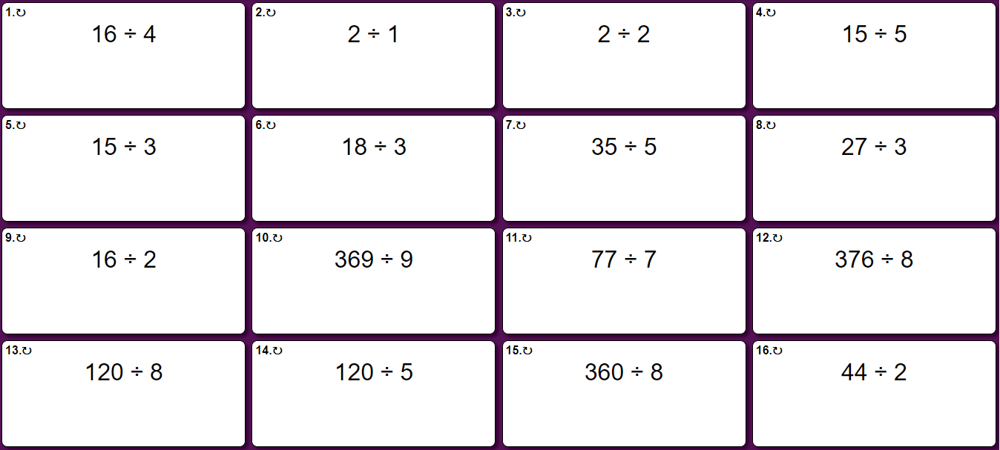 1.↻
16 ÷ 4
2.↻
2 ÷ 1
3.↻
2 ÷ 2
4.↻
15 ÷ 5
5.↻
15 ÷ 3
6.↻
18 ÷ 3
7.↻
35 ÷ 5
8.↻
27 ÷ 3
9.↻
16 ÷ 2
10.↻
369 ÷ 9
11.↻
77 ÷ 7
12.↻
376 ÷ 8
13.↻
120 ÷ 8
14.↻
120 ÷ 5
15.↻
360 ÷ 8
16.↻
44 ÷ 2